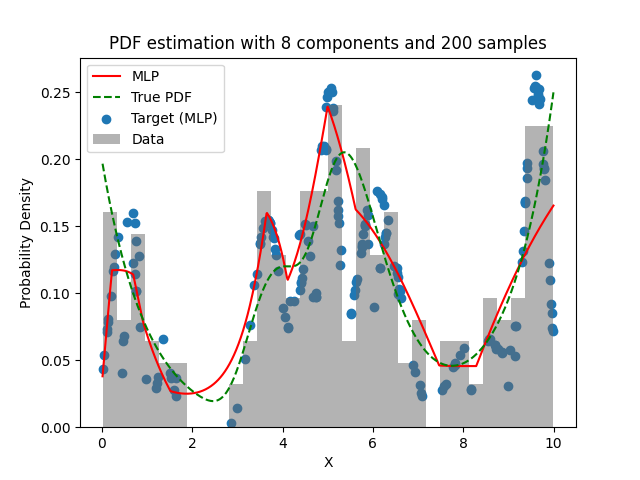 PDF estimation with 8 components and 200 samples
MLP
True PDF
Target (MLP)
Data
Probability Density
0.25
0.20
0.15
0.10
0.05
0.00
0 2 4 6 8 10
X